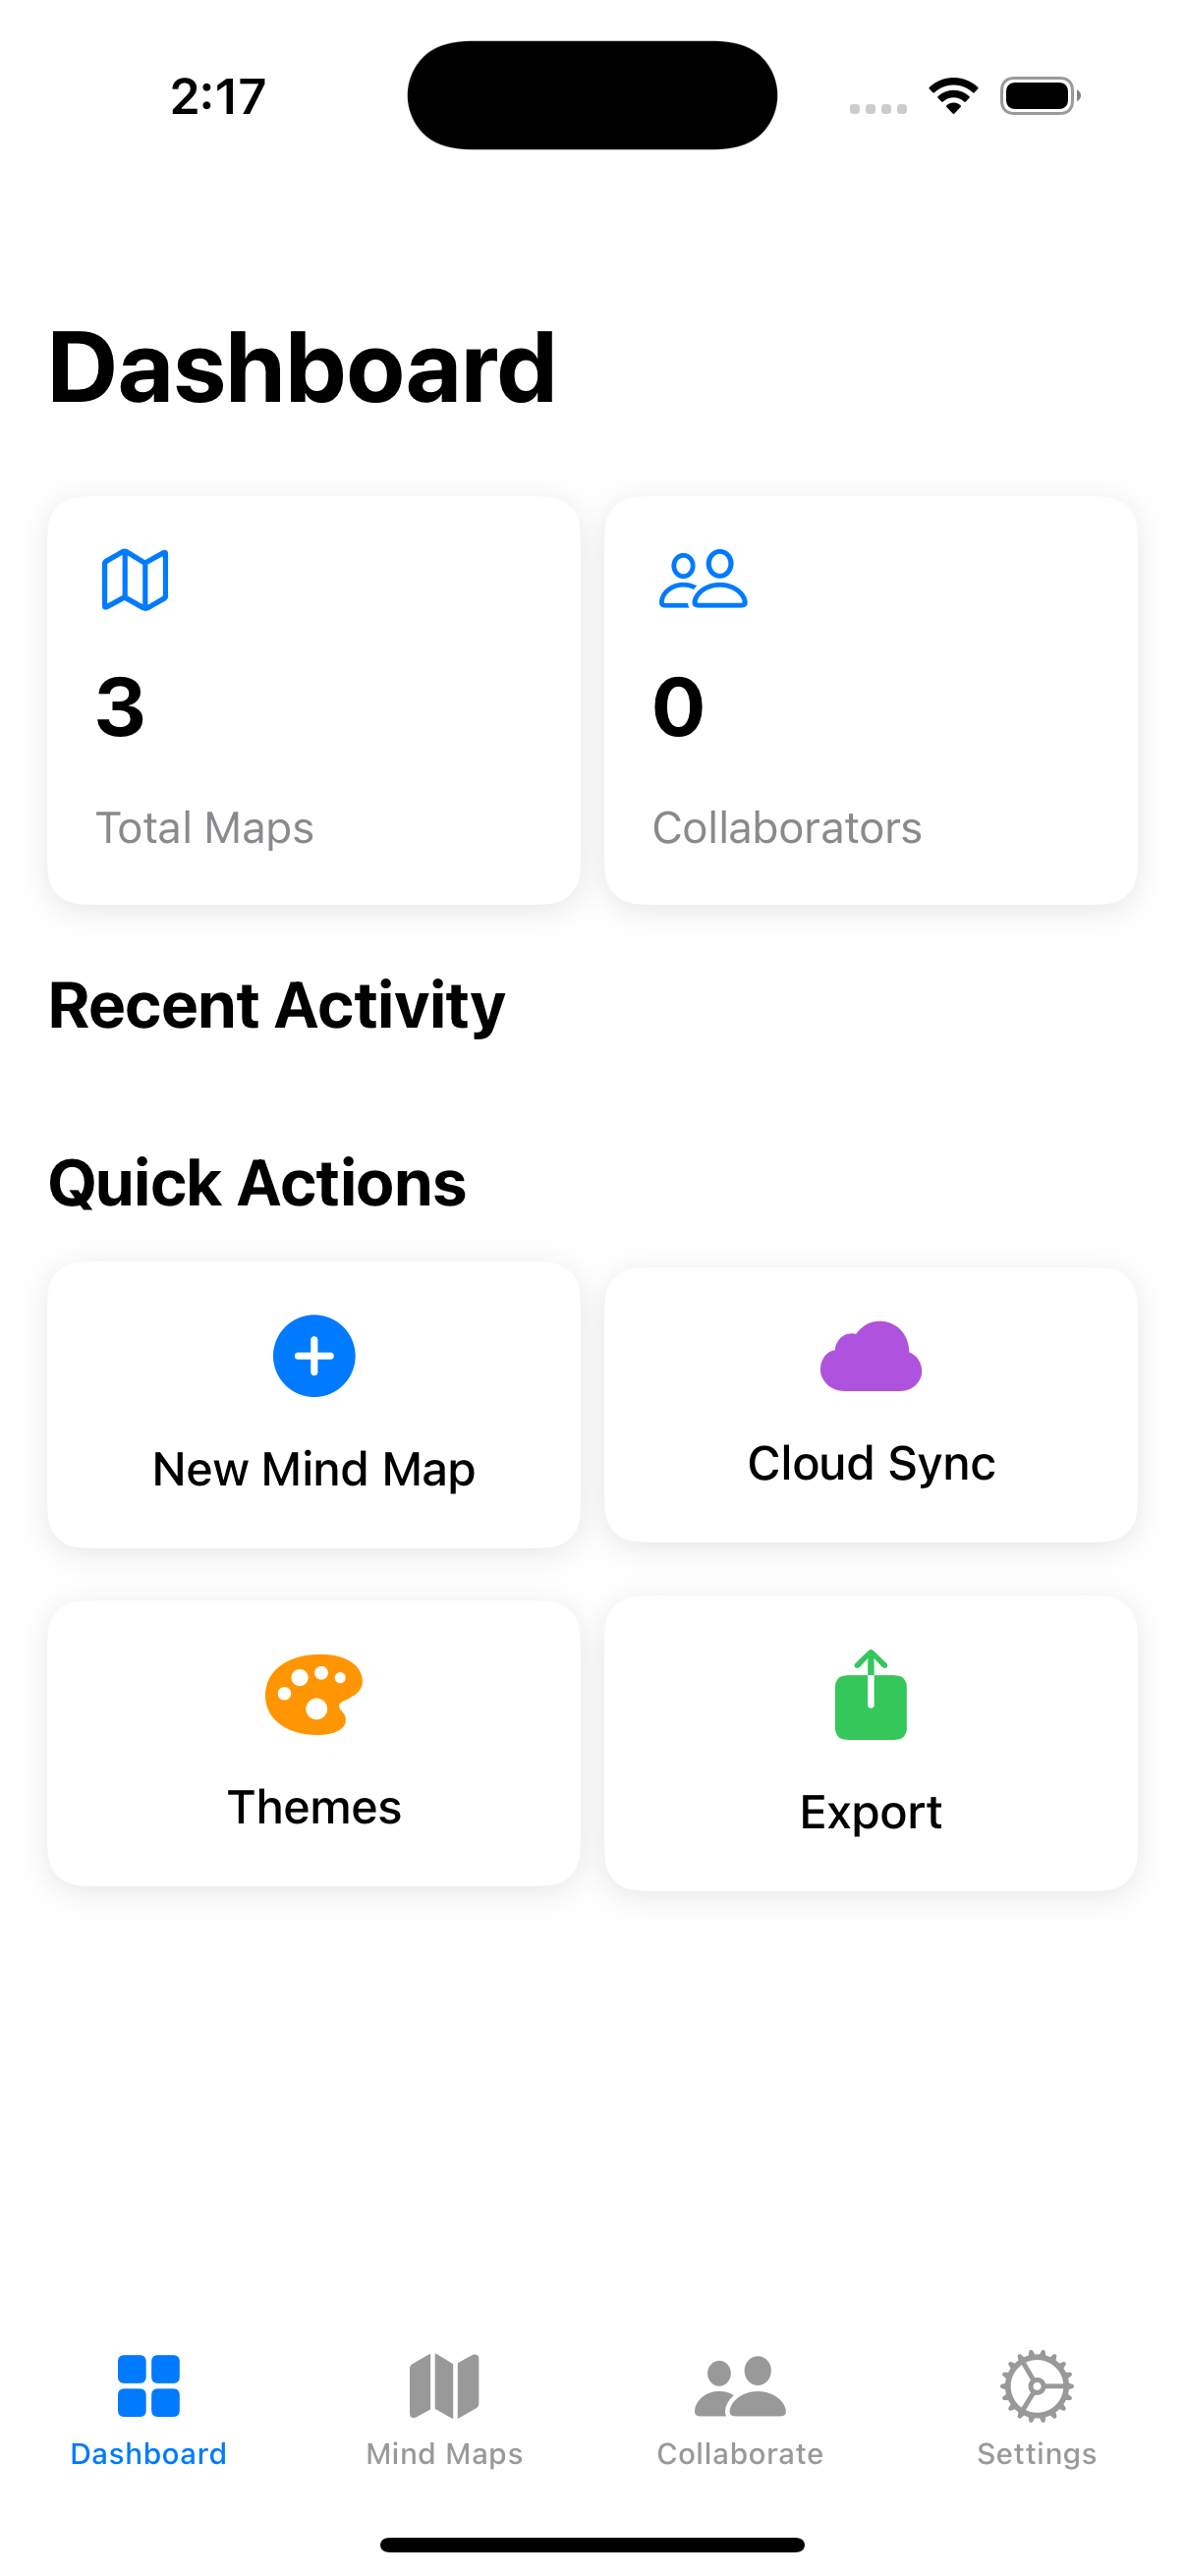 2:17
Dashboard
3
0
Total Maps
Collaborators
Recent Activity
Quick Actions
New Mind Map
Cloud Sync
Themes
Export
Dashboard
Mind Maps
Collaborate
Settings